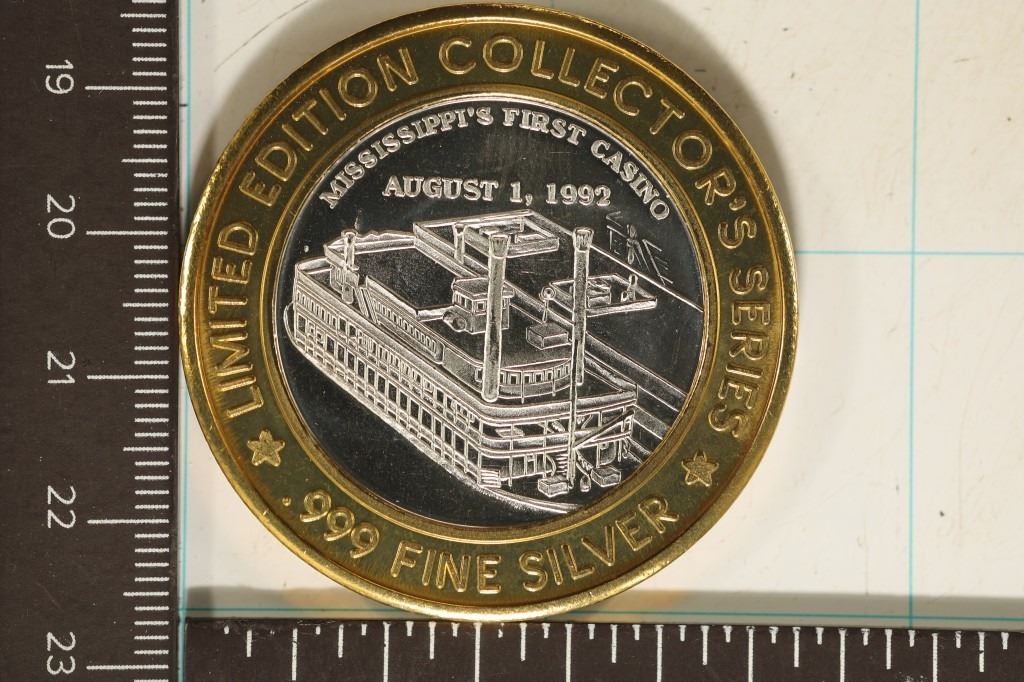 LIMITED EDITION COLLECTOR'S SERIES
MISSISSIPPI'S FIRST CASINO
AUGUST 1, 1992
.999 FINE SILVER
19
20
21
22
23